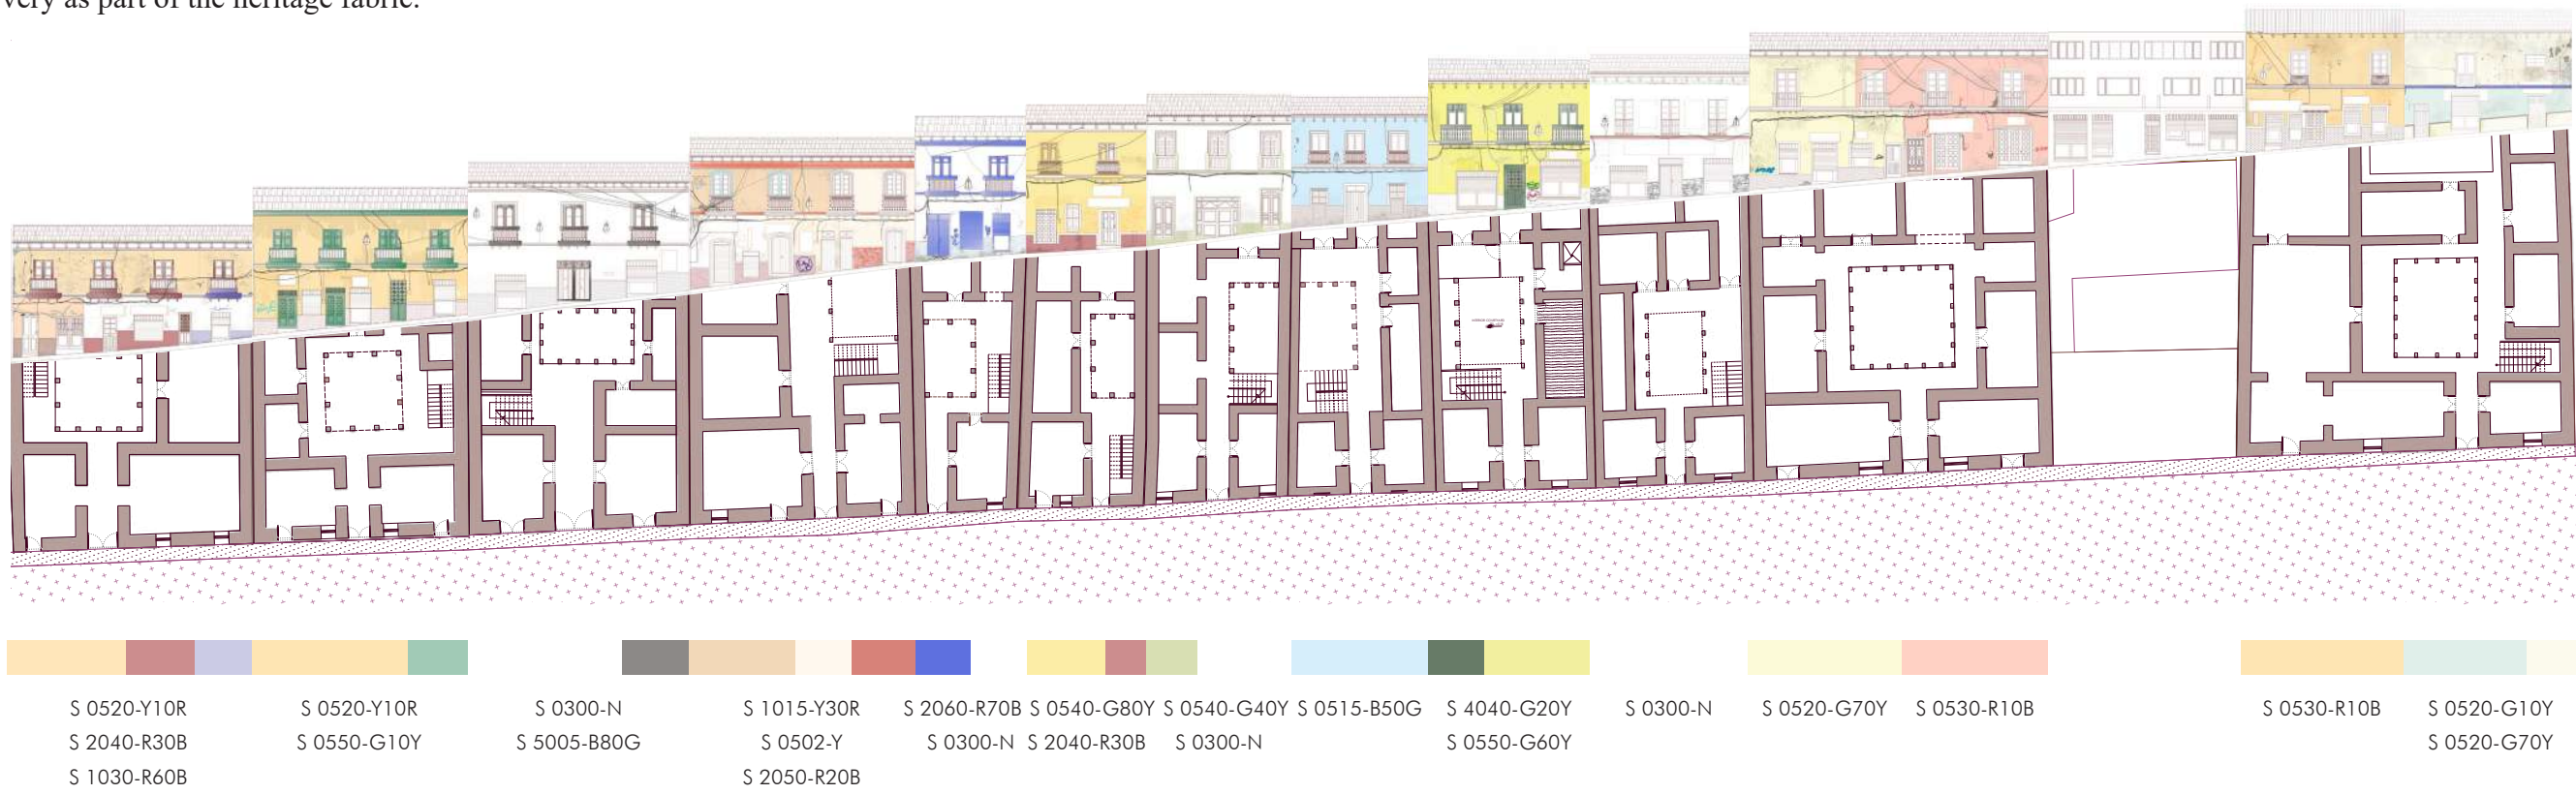 very as part of the heritage fabric.
S 0520-Y10R S 0520-Y10R S 0300-N S 1015-Y30R S 2060-R70B S 0540-G80Y S 0540-G40Y S 0515-B50G S 4040-G20Y S 0300-N S 0520-G70Y S 0530-R10B S 0530-R10B S 0520-G10Y
S 2040-R30B S 0550-G10Y S 5005-B80G S 0502-Y S 0300-N S 2040-R30B S 0300-N S 0550-G60Y S 0520-G70Y
S 1030-R60B S 2050-R20B